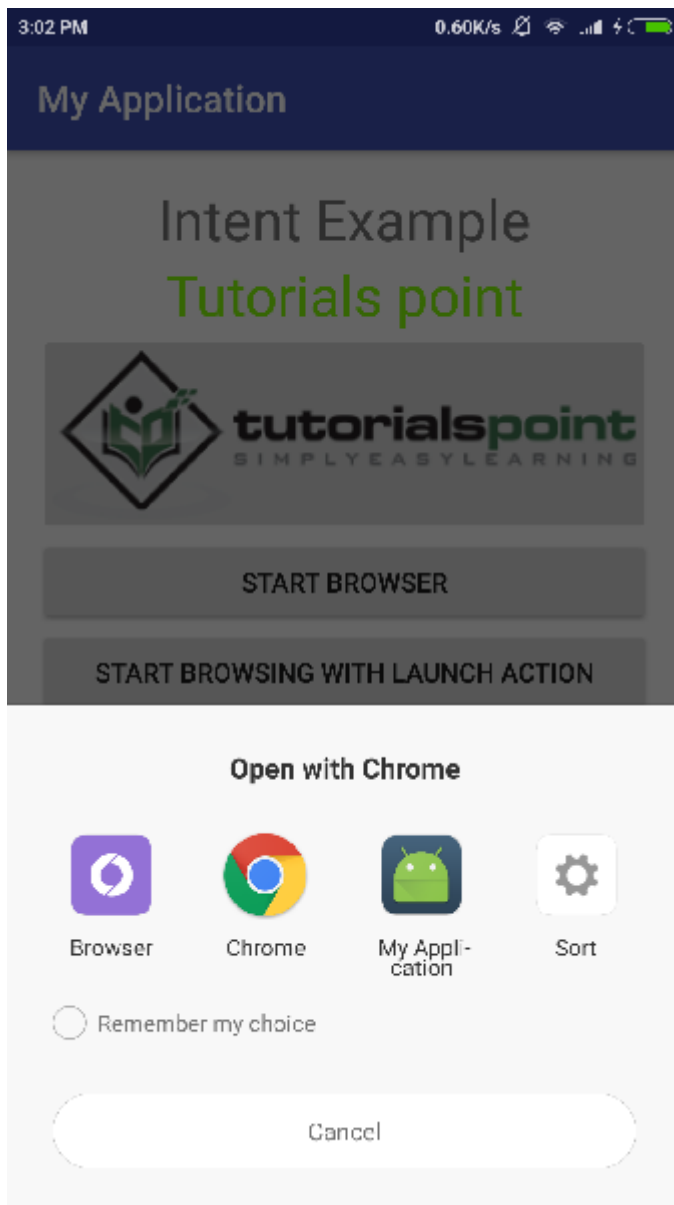 3:02 PM 0.60K/s
My Application
Intent Example
Tutorials point
tutorialspoint
SIMPLYEASYLEARNING
START BROWSER
START BROWSING WITH LAUNCH ACTION
Open with Chrome
Browser Chrome My Appli- Sort
cation
Remember my choice
Cancel